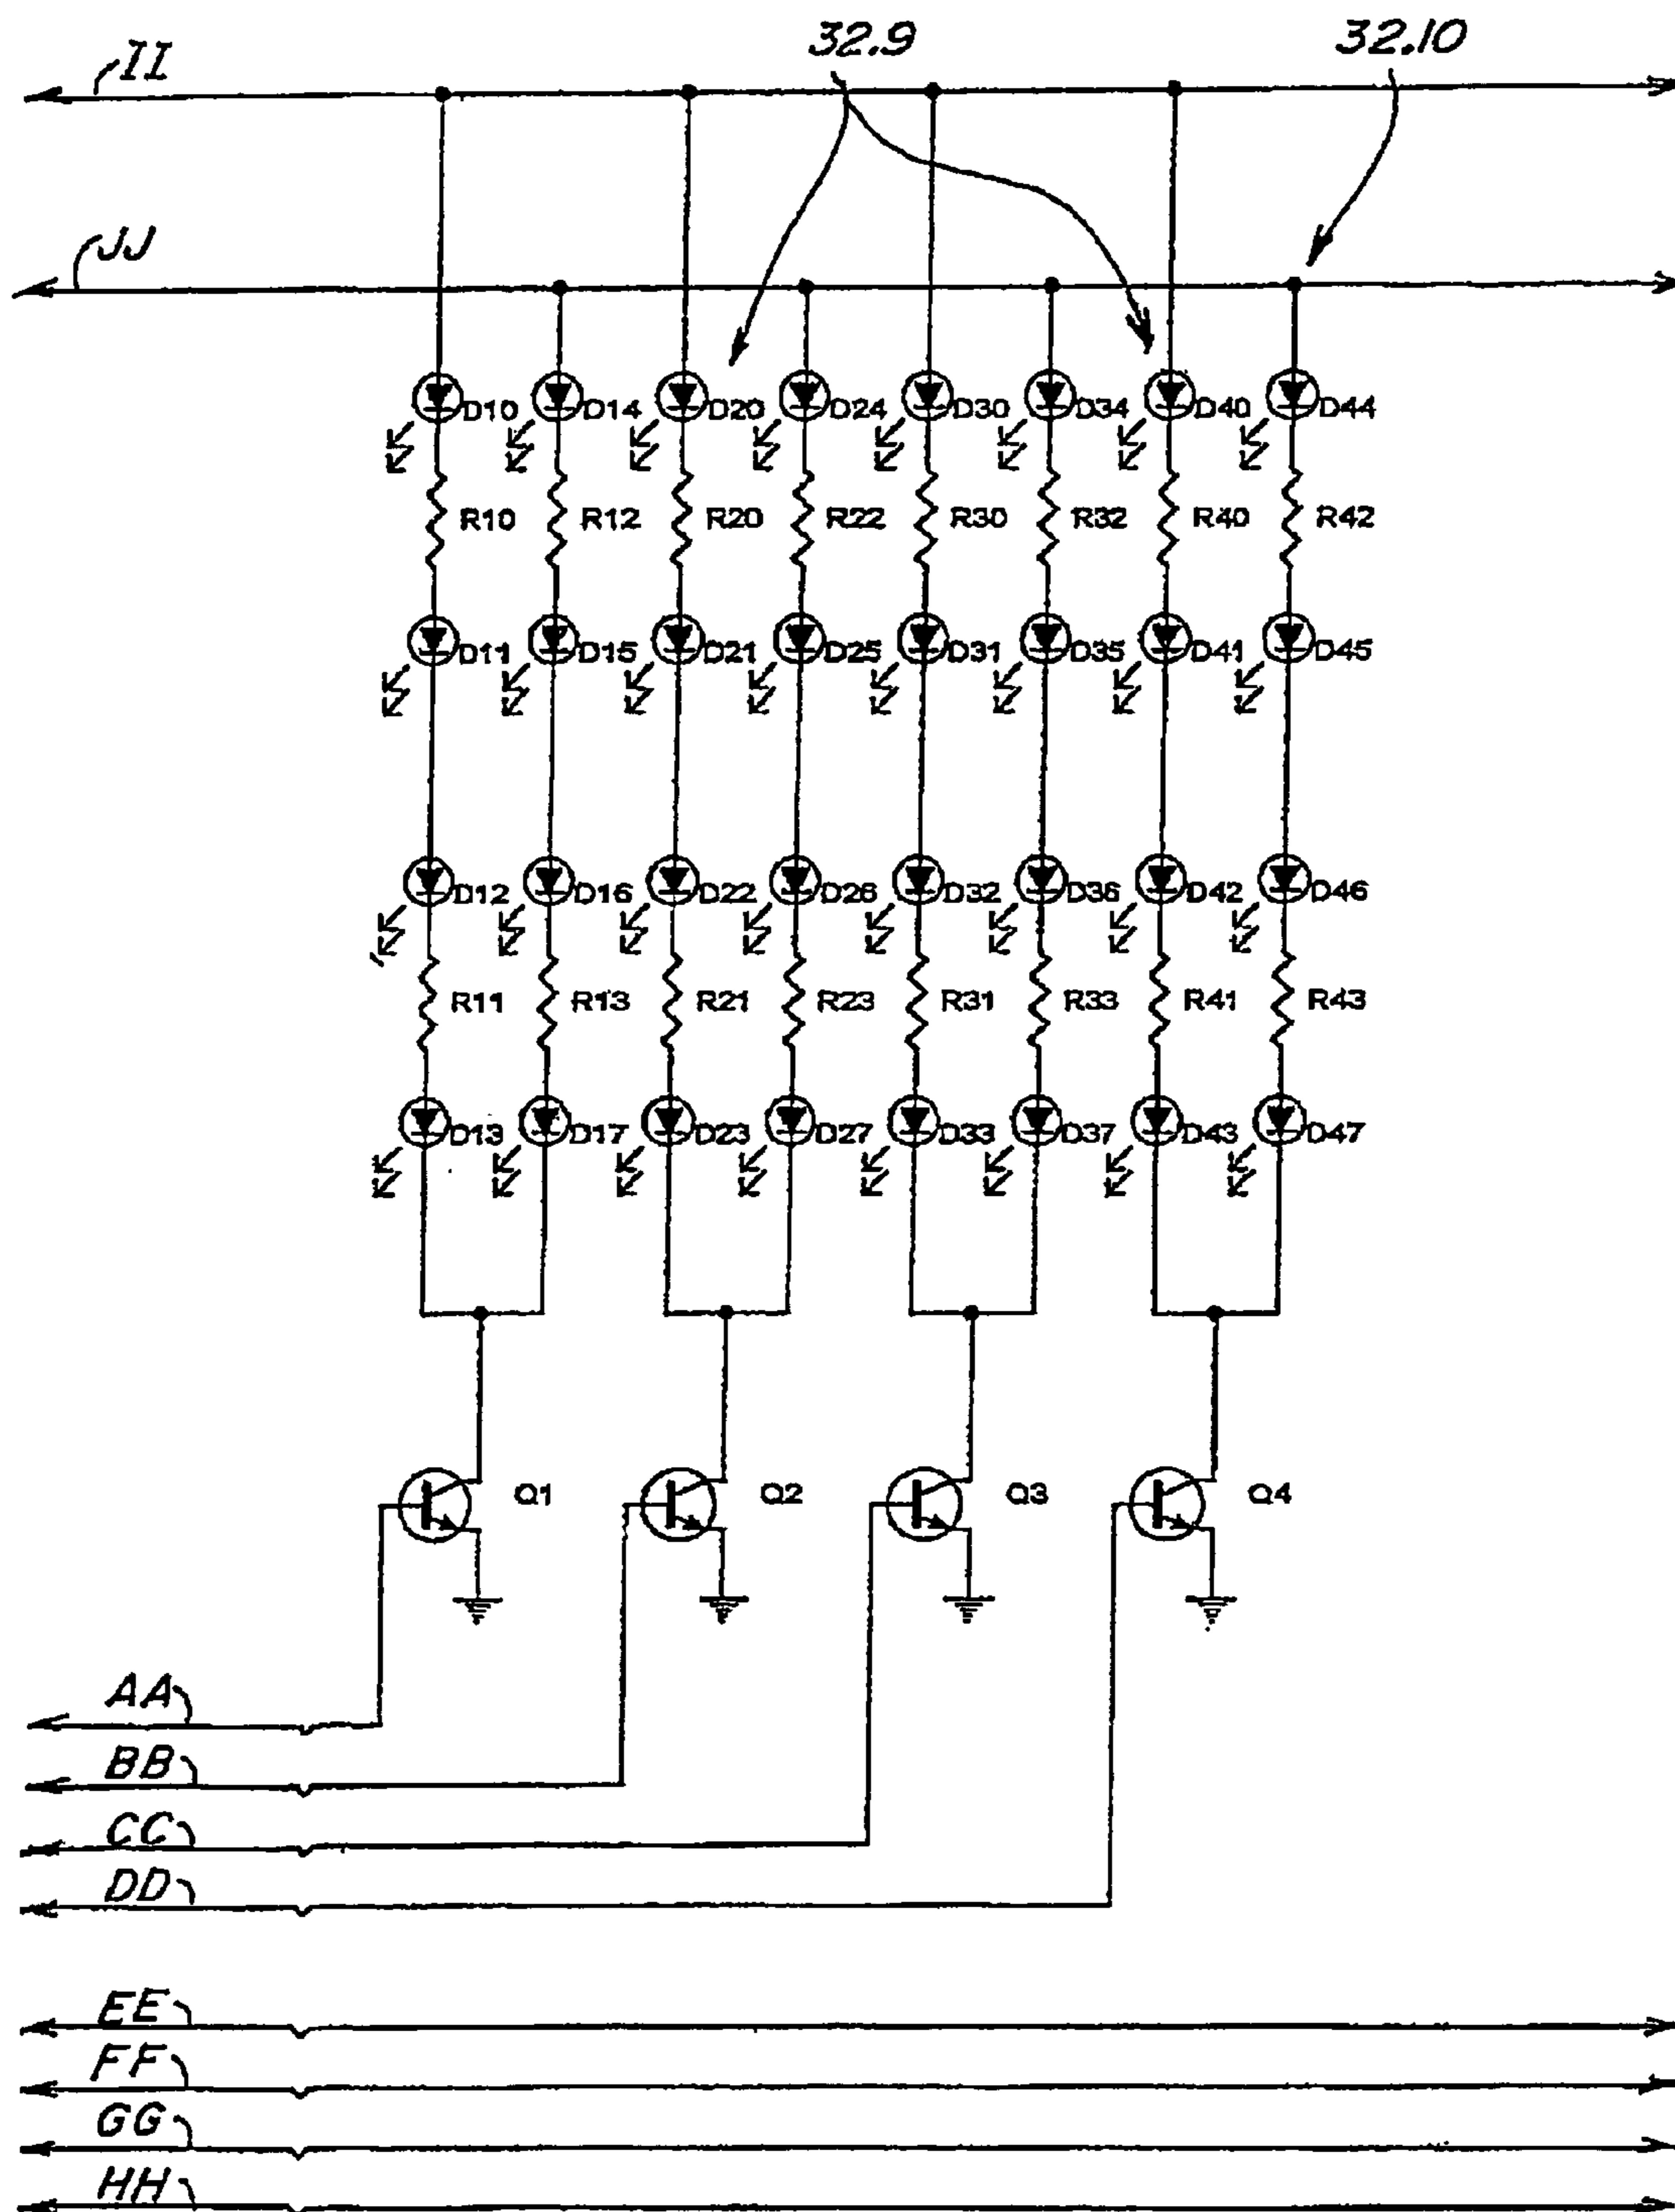 32.9 32.10
II
JJ
D10 D14 D20 D24 D30 D34 D40 D44
R10 R12 R20 R22 R30 R32 R40 R42
D11 D15 D21 D25 D31 D35 D41 D45
D12 D16 D22 D26 D32 D36 D42 D46
R11 R13 R21 R23 R31 R33 R41 R43
D13 D17 D23 D27 D33 D37 D43 D47
Q1 Q2 Q3 Q4
AA
BB
CC
DD
EE
FF
GG
HH